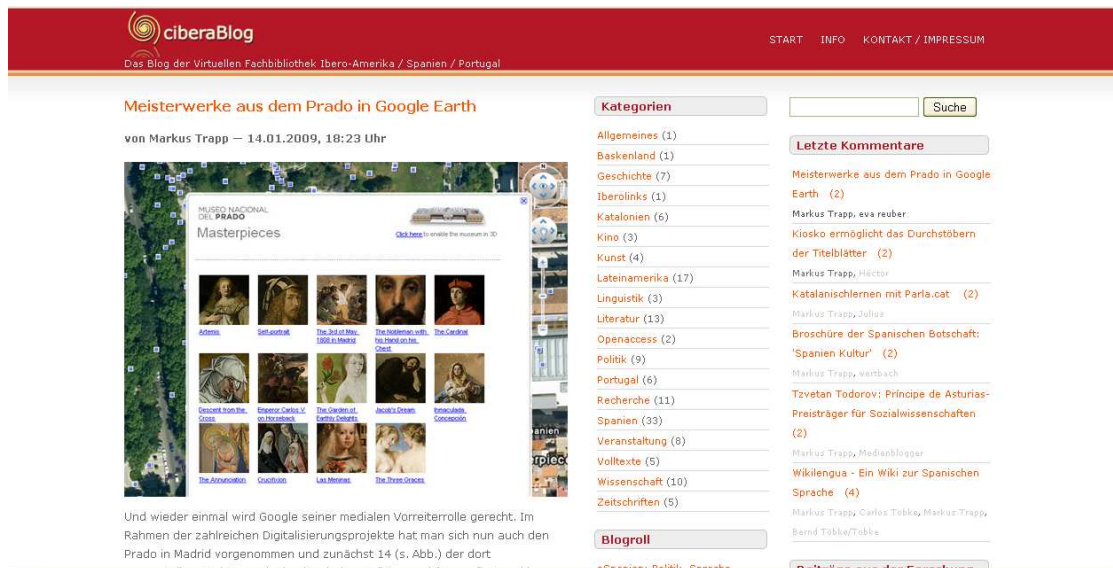 ciberaBlog
Das Blog der Virtuellen Fachbibliothek Ibero-Amerika / Spanien / Portugal
START INFO KONTAKT / IMPRESSUM
Meisterwerke aus dem Prado in Google Earth
von Markus Trapp — 14.01.2009, 18:23 Uhr
MUSEO NACIONAL
DEL PRADO
Masterpieces
Click here to enable the museum in 3D
Artemis
Self-portrait
The 3rd of May
1808 in Madrid
The Nobleman with
his Hand on his
Chest
The Cardinal
Descent from the
Cross
Emperor Carlos V
on Horseback
The Garden of
Earthly Delights
Jacob's Dream
Inmaculada
Concepción
The Annunciation
Crucifixion
Las Meninas
The Three Graces
Und wieder einmal wird Google seiner medialen Vorreiterrolle gerecht. Im
Rahmen der zahlreichen Digitalisierungsprojekte hat man sich nun auch den
Prado in Madrid vorgenommen und zunächst 14 (s. Abb.) der dort
Kategorien
Allgemeines (1)
Baskenland (1)
Geschichte (7)
Iberolinks (1)
Katalonien (6)
Kino (3)
Kunst (4)
Lateinamerika (17)
Linguistik (3)
Literatur (13)
Openaccess (2)
Politik (9)
Portugal (6)
Recherche (11)
Spanien (33)
Veranstaltung (8)
Volltexte (5)
Wissenschaft (10)
Zeitschriften (5)
Blogroll
Suche
Letzte Kommentare
Meisterwerke aus dem Prado in Google
Earth (2)
Markus Trapp, eva reuber
Kiosko ermöglicht das Durchstöbern
der Titelblätter (2)
Markus Trapp, Héctor
Katalanischlernen mit Parla.cat (2)
Markus Trapp, Julius
Broschüre der Spanischen Botschaft:
'Spanien Kultur' (2)
Markus Trapp, wertbach
Tzvetan Todorov: Príncipe de Asturias-
Preisträger für Sozialwissenschaften
(2)
Markus Trapp, Medienblogger
Wikilengua - Ein Wiki zur Spanischen
Sprache (4)
Markus Trapp, Carlos Tobke, Markus Trapp,
Bernd Többe/Tobke